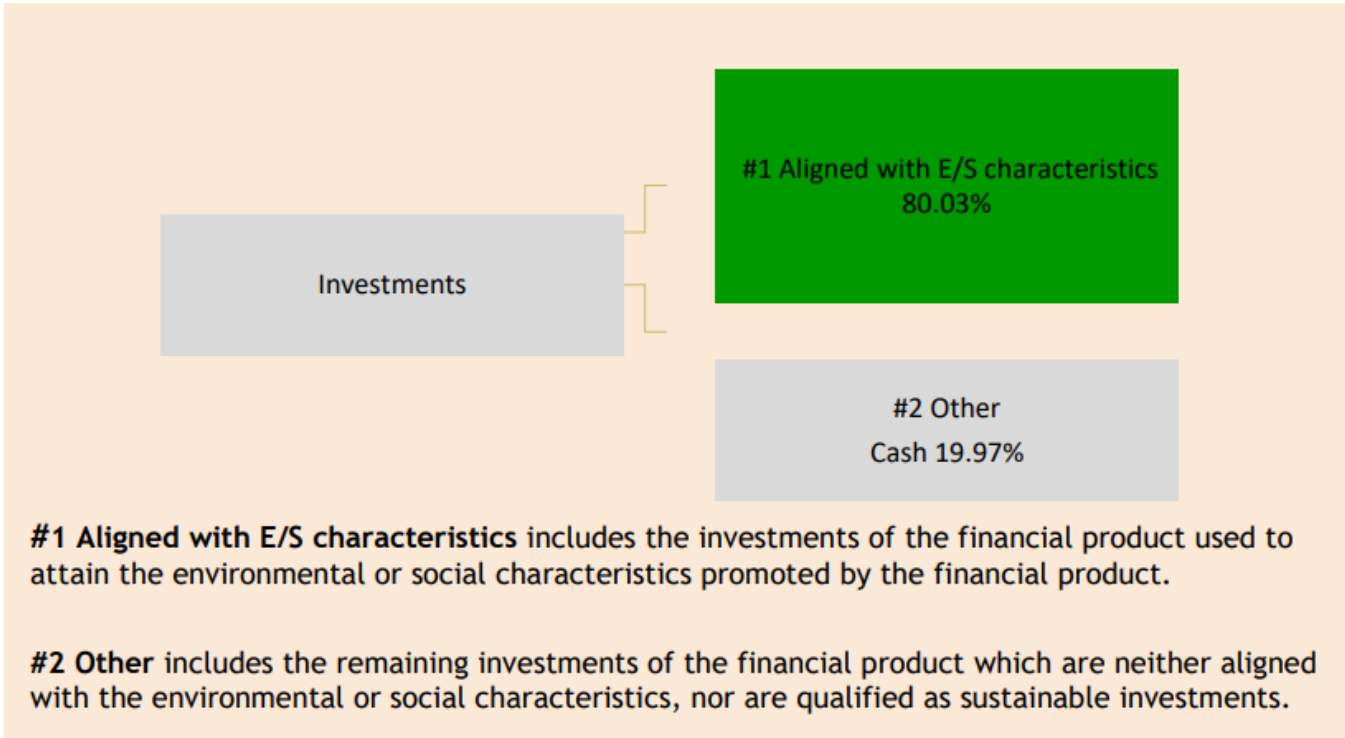 #1 Aligned with E/S characteristics
80.03%
Investments
#2 Other
Cash 19.97%
#1 Aligned with E/S characteristics includes the investments of the financial product used to
attain the environmental or social characteristics promoted by the financial product.
#2 Other includes the remaining investments of the financial product which are neither aligned
with the environmental or social characteristics, nor are qualified as sustainable investments.